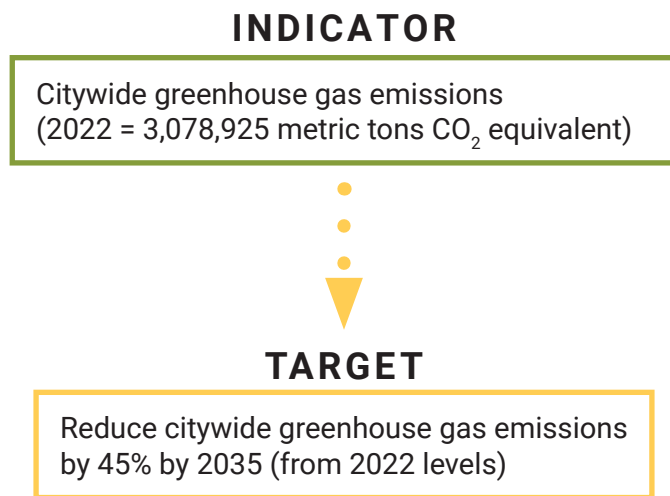 INDICATOR
Citywide greenhouse gas emissions
(2022 = 3,078,925 metric tons CO₂ equivalent)
TARGET
Reduce citywide greenhouse gas emissions
by 45% by 2035 (from 2022 levels)